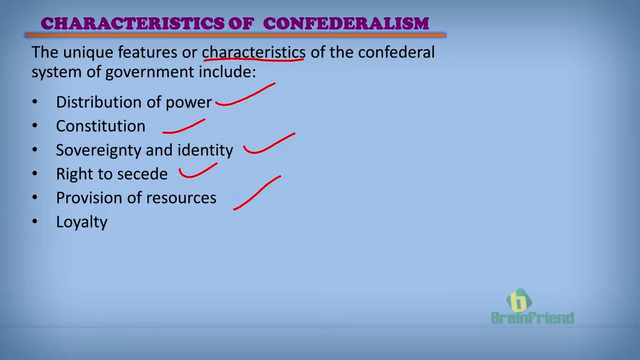 CHARACTERISTICS OF CONFEDERALISM
The unique features or characteristics of the confederal
system of government include:
• Distribution of power
• Constitution
• Sovereignty and identity
• Right to secede
• Provision of resources
• Loyalty
b
BrainFriend